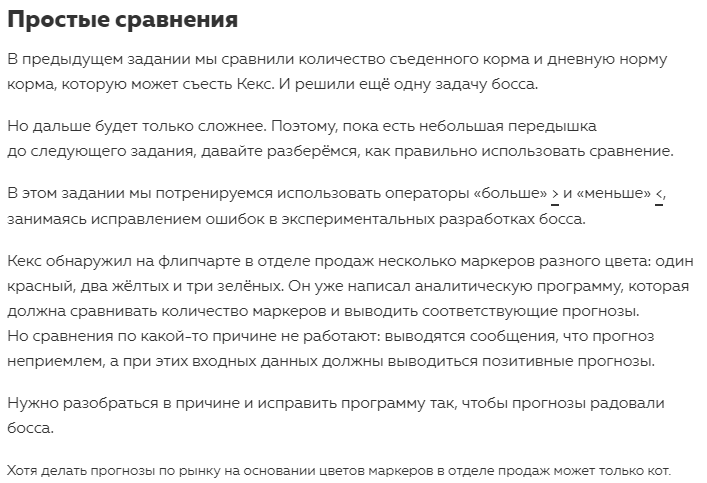 Простые сравнения
В предыдущем задании мы сравнили количество съеденного корма и дневную норму
корма, которую может съесть Кекс. И решили ещё одну задачу босса.
Но дальше будет только сложнее. Поэтому, пока есть небольшая передышка
до следующего задания, давайте разберёмся, как правильно использовать сравнение.
В этом задании мы потренируемся использовать операторы «больше» > и «меньше» <,
занимаясь исправлением ошибок в экспериментальных разработках босса.
Кекс обнаружил на флипчарте в отделе продаж несколько маркеров разного цвета: один
красный, два жёлтых и три зелёных. Он уже написал аналитическую программу, которая
должна сравнивать количество маркеров и выводить соответствующие прогнозы.
Но сравнения по какой-то причине не работают: выводятся сообщения, что прогноз
неприемлем, а при этих входных данных должны выводиться позитивные прогнозы.
Нужно разобраться в причине и исправить программу так, чтобы прогнозы радовали
босса.
Хотя делать прогнозы по рынку на основании цветов маркеров в отделе продаж может только кот.